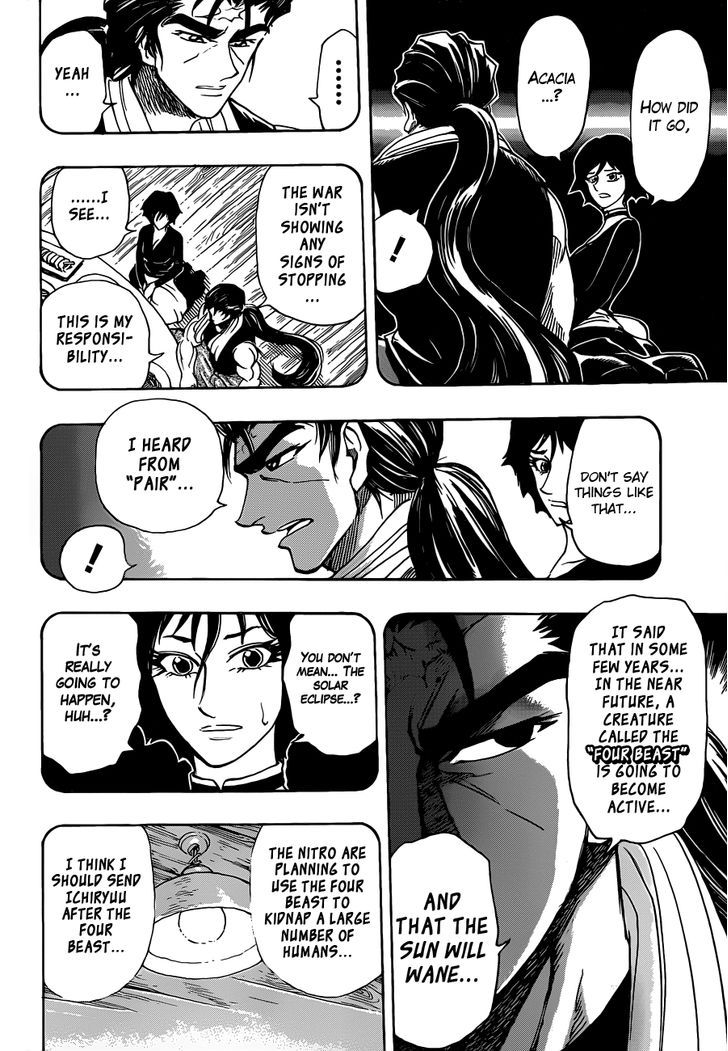 HOW DID
IT GO,
ACACIA
...?
!
......
YEAH
...
THE WAR
ISN'T
SHOWING
ANY
SIGNS OF
STOPPING
...
......I
SEE...
THIS IS MY
RESPONSI-
BILITY...
DON'T SAY
THINGS LIKE
THAT...
I HEARD
FROM
"PAIR"...
!
IT SAID
THAT IN SOME
FEW YEARS...
IN THE NEAR
FUTURE, A
CREATURE
CALLED THE
"FOUR BEAST"
IS GOING TO
BECOME
ACTIVE...
AND
THAT THE
SUN WILL
WANE...
YOU DON'T
MEAN... THE
SOLAR
ECLIPSE...?
IT'S
REALLY
GOING TO
HAPPEN,
HUH...?
THE NITRO ARE
PLANNING TO
USE THE FOUR
BEAST TO
KIDNAP A LARGE
NUMBER OF
HUMANS...
I THINK I
SHOULD SEND
ICHIRYUU
AFTER THE
FOUR
BEAST...